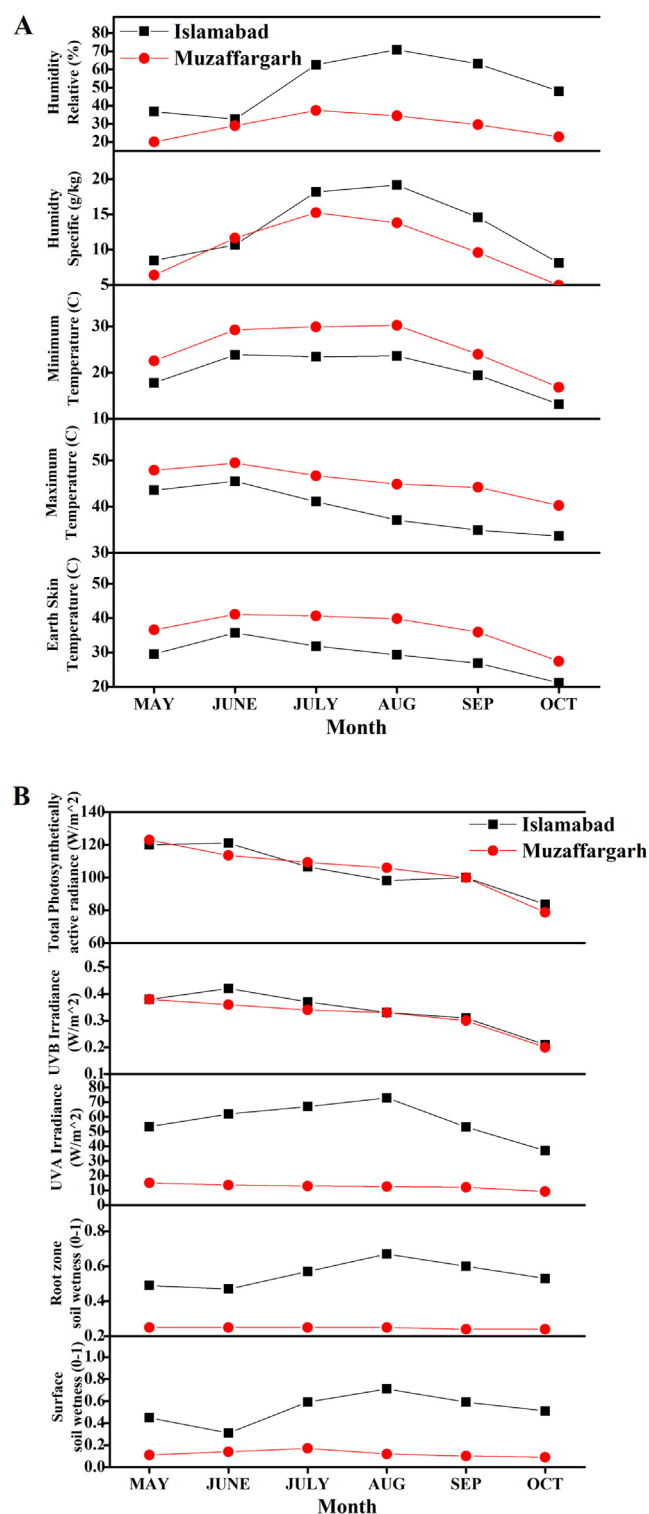 A
Islamabad
Muzaffargarh
Humidity
Relative (%)
80
70
60
50
40
30
20
Humidity
Specific (g/kg)
20
15
10
5
Minimum
Temperature (C)
30
20
10
Maximum
Temperature (C)
50
40
30
Earth Skin
Temperature (C)
50
40
30
20
MAY JUNE JULY AUG SEP OCT
Month
B
Islamabad
Muzaffargarh
Total Photosynthetically
active radiance (W/m^2)
140
120
100
80
60
UVB Irradiance
(W/m^2)
0.5
0.4
0.3
0.2
0.1
UVA Irradiance
(W/m^2)
80
70
60
50
40
30
20
10
0
Root zone
soil wetness (0-1)
0.8
0.6
0.4
0.2
Surface
soil wetness (0-1)
1.0
0.8
0.6
0.4
0.2
0.0
MAY JUNE JULY AUG SEP OCT
Month